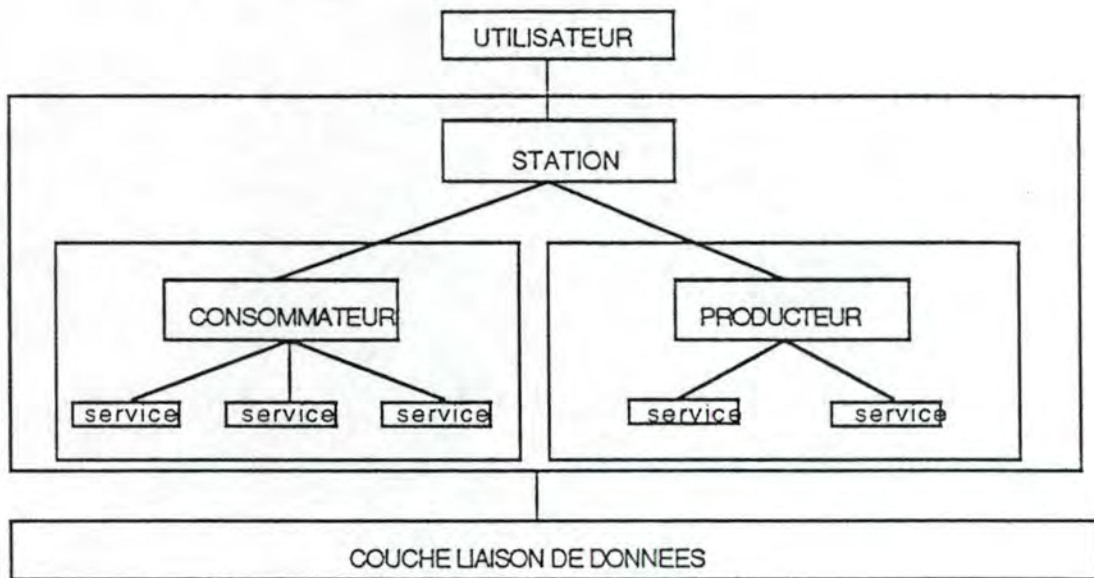 UTILISATEUR
STATION
CONSOMMATEUR
PRODUCTEUR
service
service
service
service
service
COUCHE LIAISON DE DONNEES